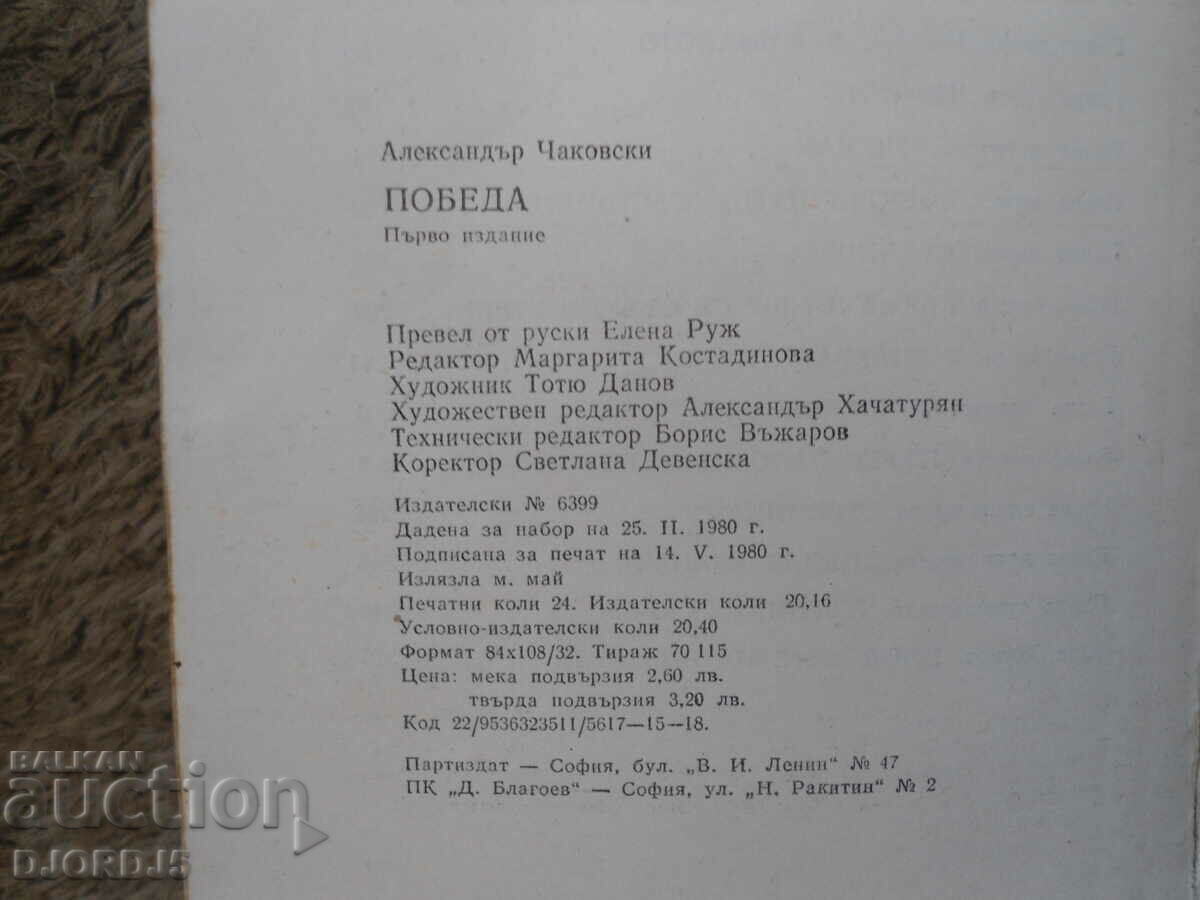 Александър Чаковски
ПОБЕДА
Първо издание
Превел от руски Елена Руж
Редактор Маргарита Костадинова
Художник Тотю Данов
Художествен редактор Александър Хачатурян
Технически редактор Борис Въжаров
Коректор Светлана Девенска
Издателски № 6399
Дадена за набор на 25. II. 1980 г.
Подписана за печат на 14. V. 1980 г.
Излязла м. май
Печатни коли 24. Издателски коли 20,16
Условно-издателски коли 20,40
Формат 84x108/32. Тираж 70 115
Цена: мека подвързия 2,60 лв.
твърда подвързия 3,20 лв.
Код 22/9536323511/5617—15—18.
Партиздат — София, бул. „В. И. Ленин“ № 47
ПК „Д. Благоев“ — София, ул. „Н. Ракитин“ № 2
BALKAN
auction
DJORDJ5